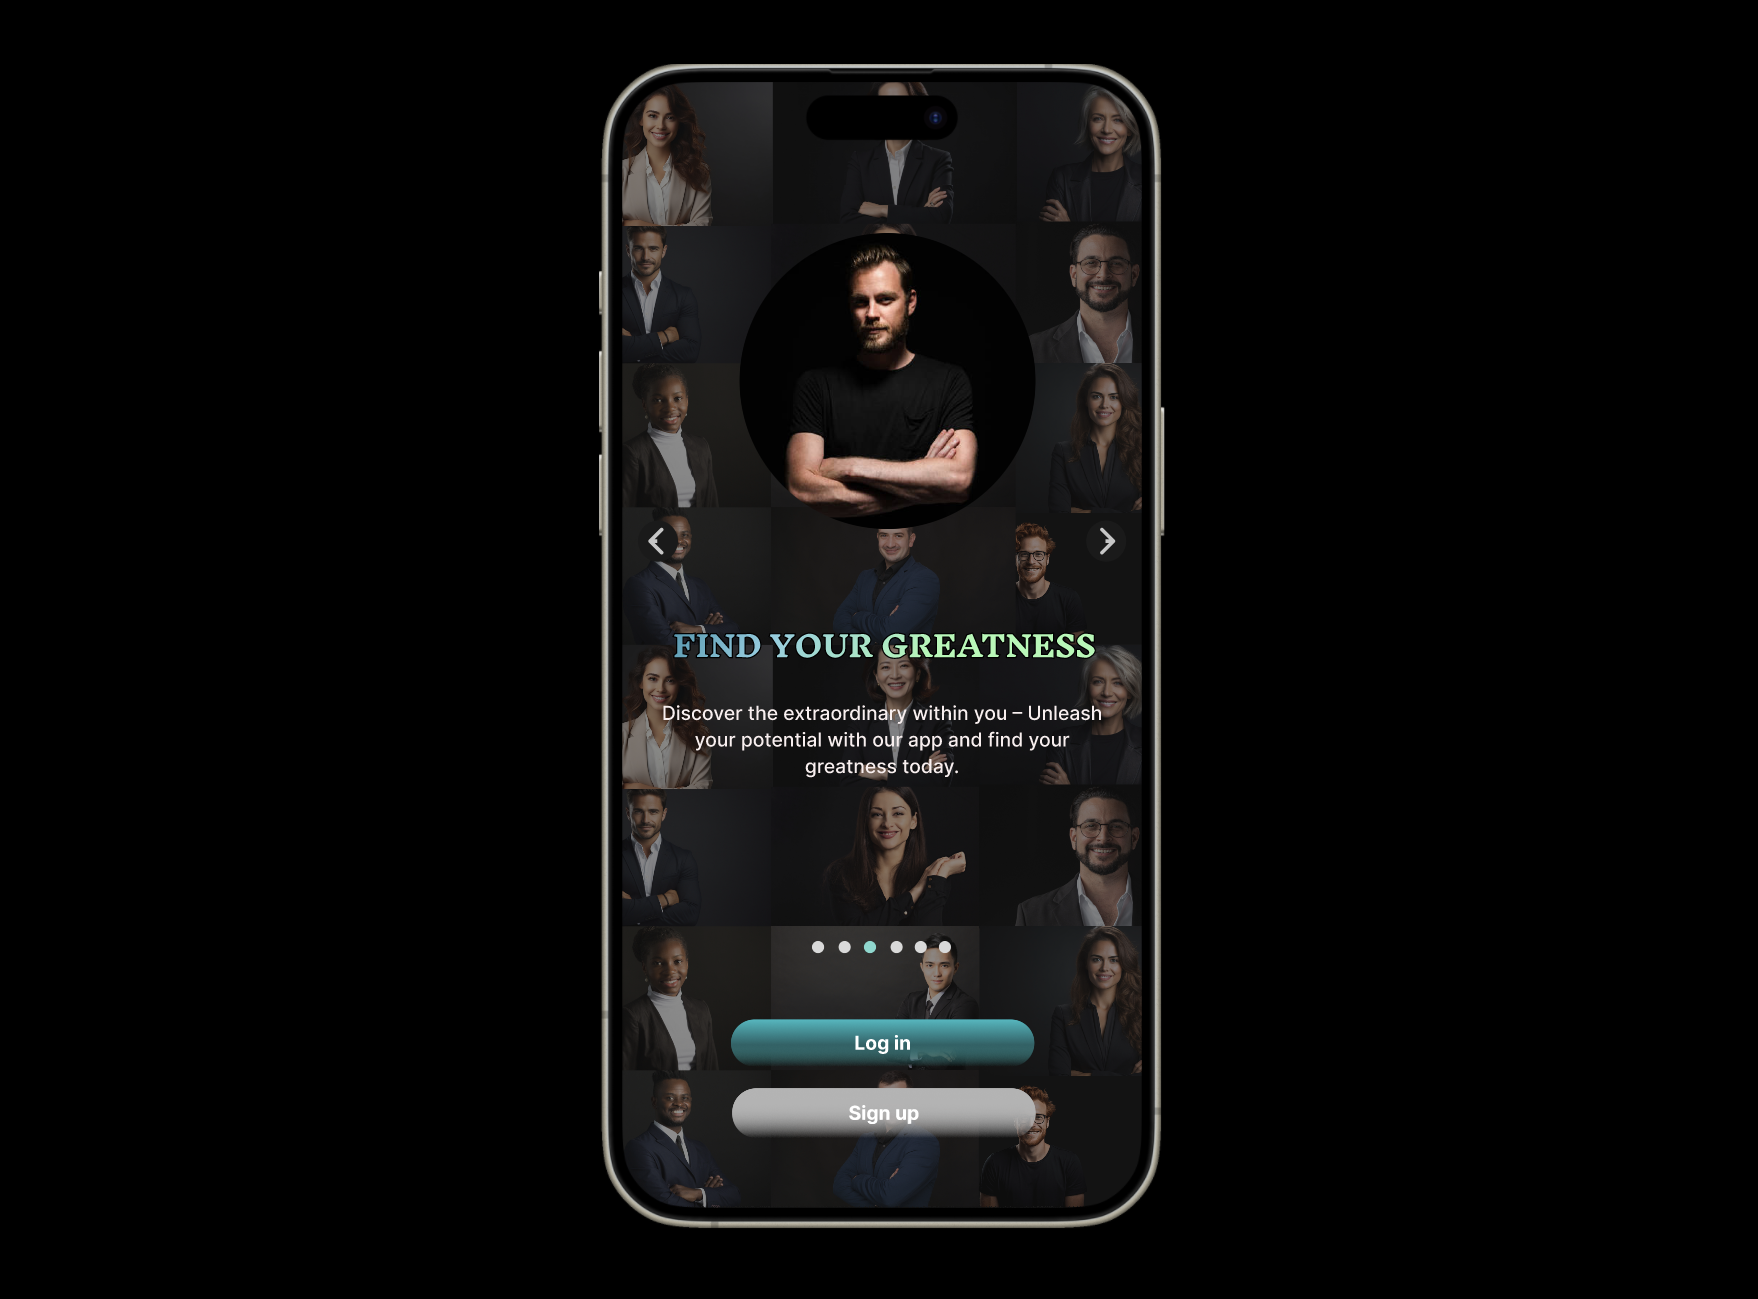 FIND YOUR GREATNESS
Discover the extraordinary within you – Unleash
your potential with our app and find your
greatness today.
Log in
Sign up